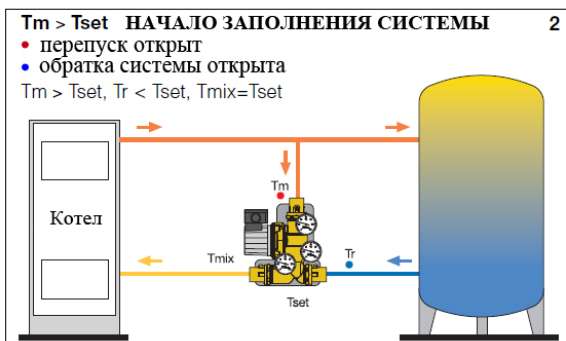 Tm > Tset НАЧАЛО ЗАПОЛНЕНИЯ СИСТЕМЫ 2
• перепуск открыт
• обратка системы открыта
Tm > Tset, Tr < Tset, Tmix=Tset
Tm
Котел
Tmix
Tr
Tset